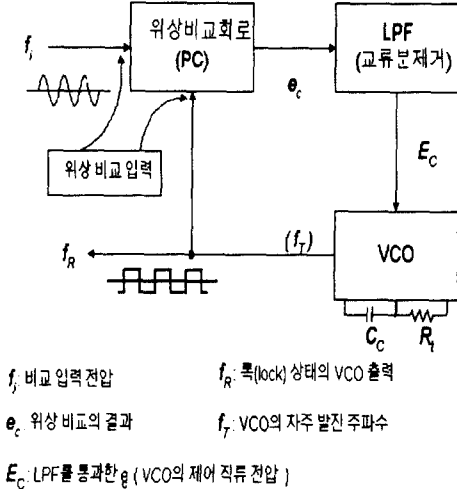 f_i
위상비교회로
(PC)
e_c
LPF
(교류분제거)
위상 비교 입력
E_C
f_R
(f_T)
VCO
C_C
R_t
f_i: 비교 입력 전압
f_R: 록(lock) 상태의 VCO 출력
e_c: 위상 비교의 결과
f_T: VCO의 자주 발진 주파수
E_C: LPF를 통과한 e (VCO의 제어 직류 전압)